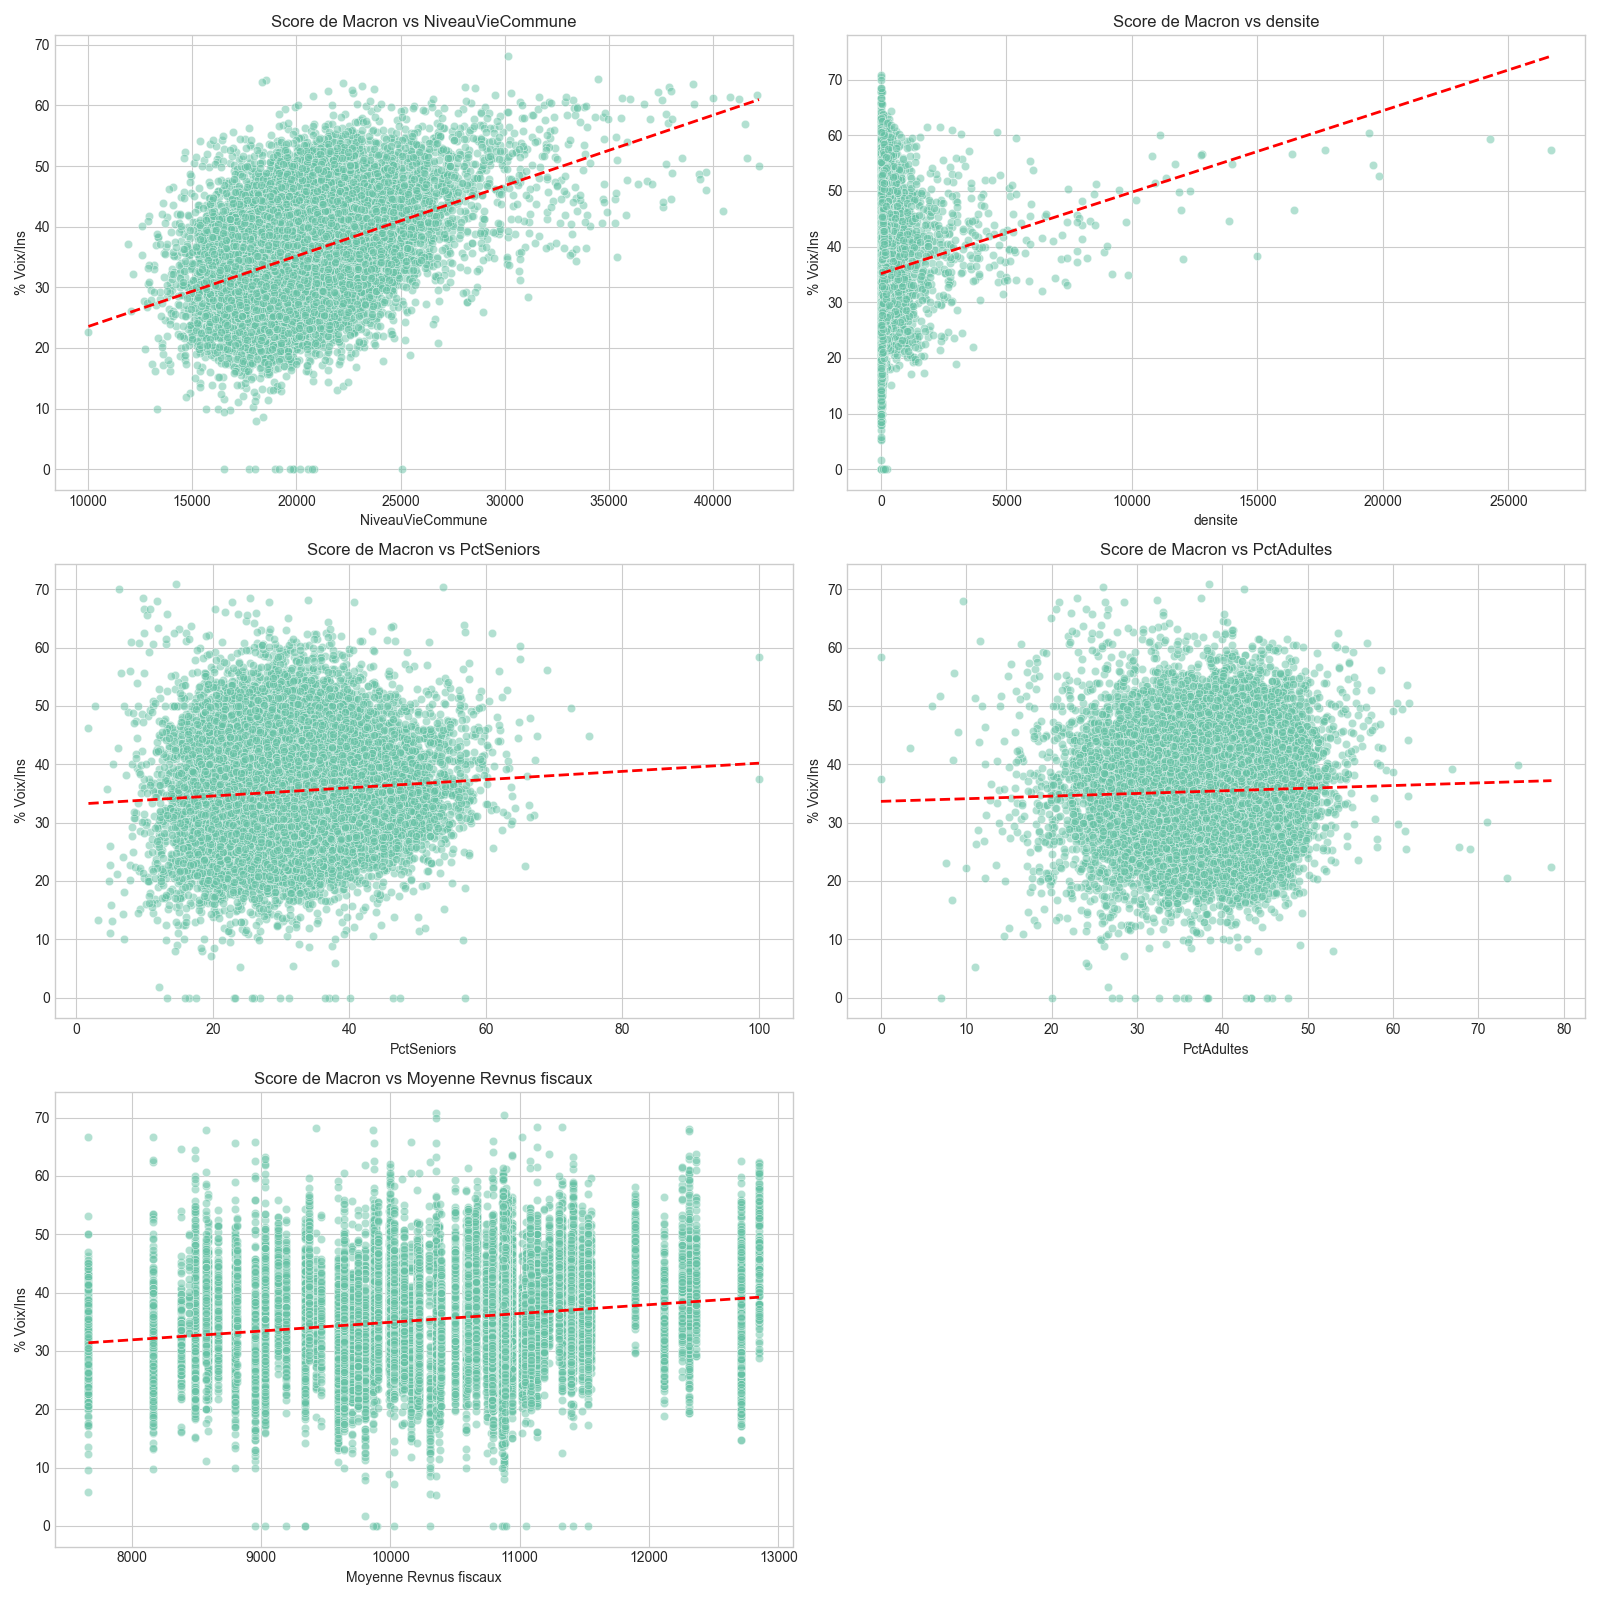 Score de Macron vs NiveauVieCommune
70
60
50
40
30
20
10
0
% Voix/Ins
10000 15000 20000 25000 30000 35000 40000
NiveauVieCommune
Score de Macron vs densite
70
60
50
40
30
20
10
0
% Voix/Ins
0 5000 10000 15000 20000 25000
densite
Score de Macron vs PctSeniors
70
60
50
40
30
20
10
0
% Voix/Ins
0 20 40 60 80 100
PctSeniors
Score de Macron vs PctAdultes
70
60
50
40
30
20
10
0
% Voix/Ins
0 10 20 30 40 50 60 70 80
PctAdultes
Score de Macron vs Moyenne Revnus fiscaux
70
60
50
40
30
20
10
0
% Voix/Ins
8000 9000 10000 11000 12000 13000
Moyenne Revnus fiscaux